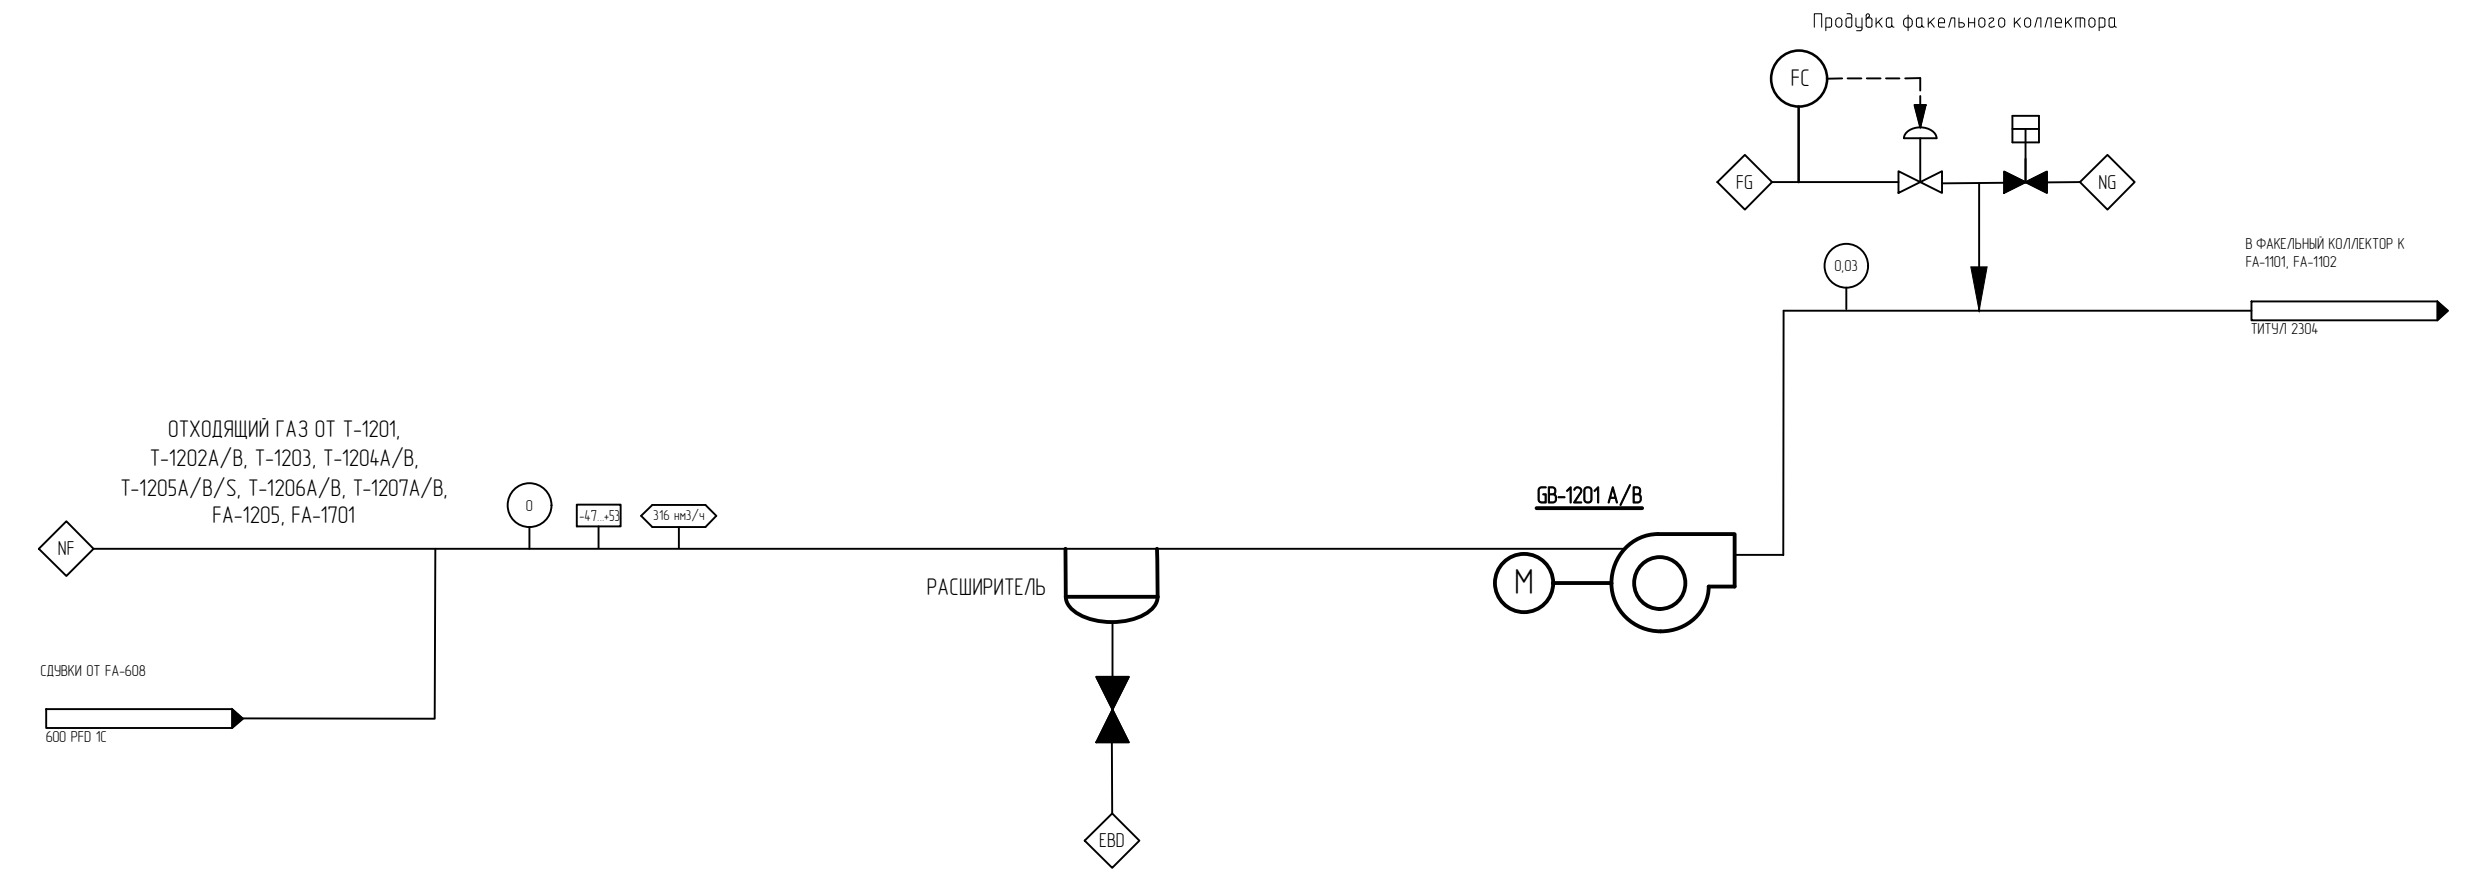 Продувка факельного коллектора
FC
FG
NG
0,03
В ФАКЕЛЬНЫЙ КОЛЛЕКТОР К
FA-1101, FA-1102
ТИТУЛ 2304
ОТХОДЯЩИЙ ГАЗ ОТ Т-1201,
Т-1202А/В, Т-1203, Т-1204А/В,
Т-1205А/В/S, Т-1206А/В, Т-1207А/В,
FA-1205, FA-1701
0
-47...+53
316 нм3/ч
NF
GB-1201 A/B
M
РАСШИРИТЕЛЬ
СДУВКИ ОТ FA-608
600 PFD 1C
EBD